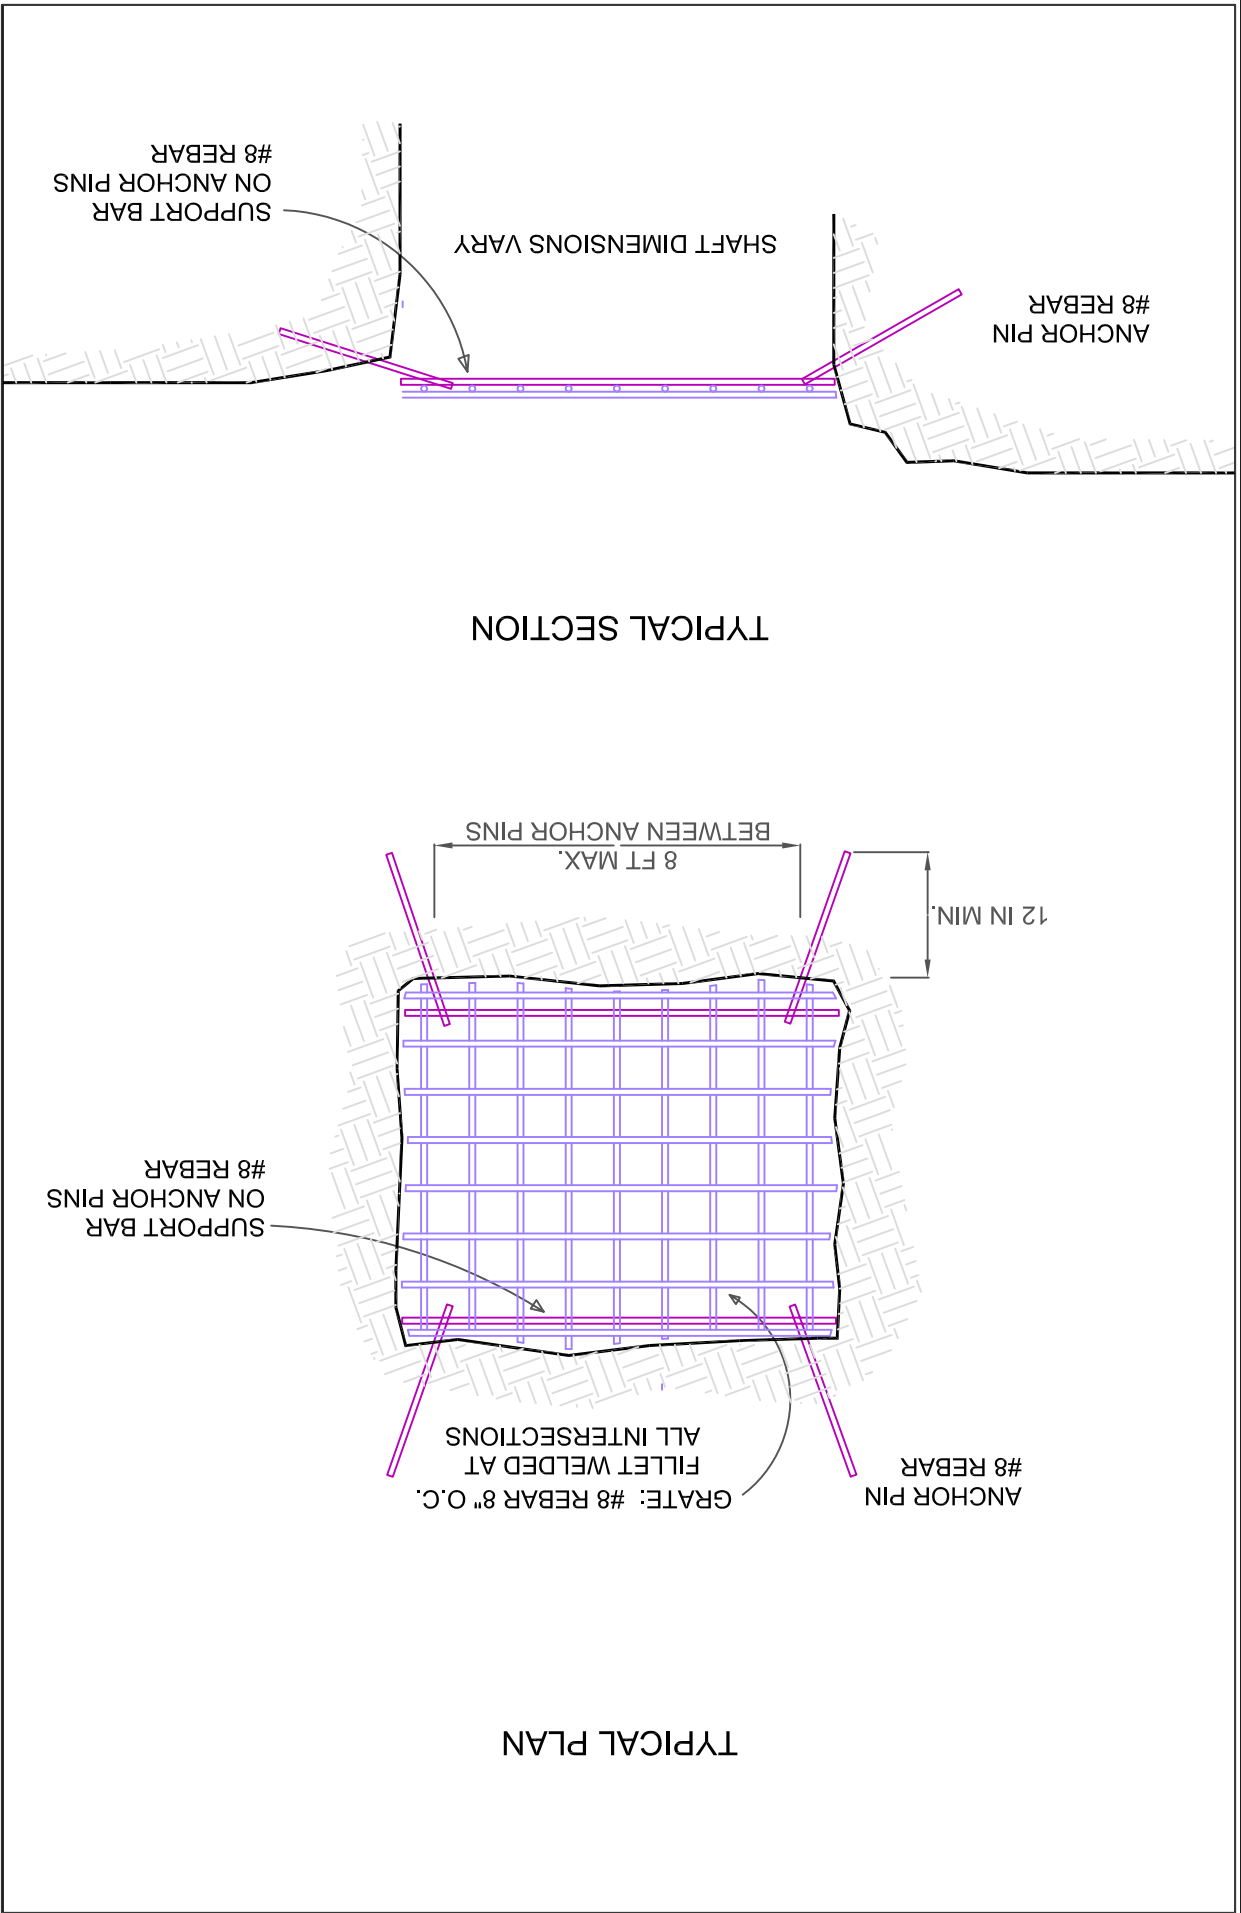 TYPICAL PLAN
ANCHOR PIN
#8 REBAR
GRATE: #8 REBAR 8" O.C.
FILLET WELDED AT
ALL INTERSECTIONS
SUPPORT BAR
ON ANCHOR PINS
#8 REBAR
12 IN MIN.
8 FT MAX.
BETWEEN ANCHOR PINS
TYPICAL SECTION
ANCHOR PIN
#8 REBAR
SHAFT DIMENSIONS VARY
SUPPORT BAR
ON ANCHOR PINS
#8 REBAR